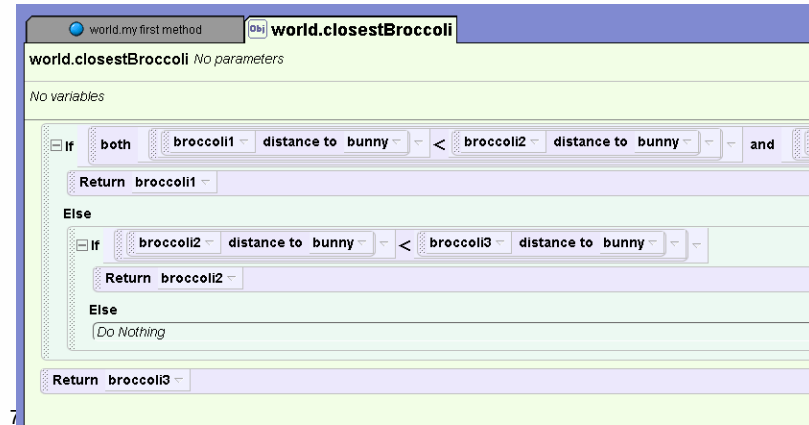 world.my first method Obj world.closestBroccoli
world.closestBroccoli No parameters
No variables
If both broccoli1 distance to bunny < broccoli2 distance to bunny and
Return broccoli1
Else
If broccoli2 distance to bunny < broccoli3 distance to bunny
Return broccoli2
Else
Do Nothing
Return broccoli3
7